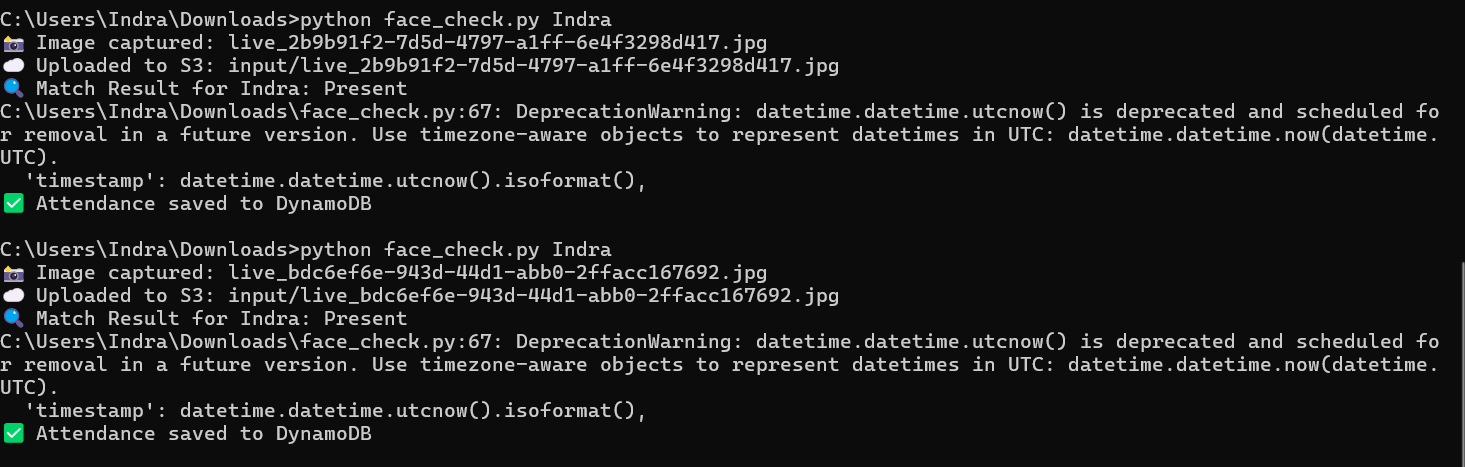 C:\Users\Indra\Downloads>python face_check.py Indra
📸 Image captured: live_2b9b91f2-7d5d-4797-a1ff-6e4f3298d417.jpg
☁️ Uploaded to S3: input/live_2b9b91f2-7d5d-4797-a1ff-6e4f3298d417.jpg
🔍 Match Result for Indra: Present
C:\Users\Indra\Downloads\face_check.py:67: DeprecationWarning: datetime.datetime.utcnow() is deprecated and scheduled fo
r removal in a future version. Use timezone-aware objects to represent datetimes in UTC: datetime.datetime.now(datetime.
UTC).
  'timestamp': datetime.datetime.utcnow().isoformat(),
✅ Attendance saved to DynamoDB

C:\Users\Indra\Downloads>python face_check.py Indra
📸 Image captured: live_bdc6ef6e-943d-44d1-abb0-2ffacc167692.jpg
☁️ Uploaded to S3: input/live_bdc6ef6e-943d-44d1-abb0-2ffacc167692.jpg
🔍 Match Result for Indra: Present
C:\Users\Indra\Downloads\face_check.py:67: DeprecationWarning: datetime.datetime.utcnow() is deprecated and scheduled fo
r removal in a future version. Use timezone-aware objects to represent datetimes in UTC: datetime.datetime.now(datetime.
UTC).
  'timestamp': datetime.datetime.utcnow().isoformat(),
✅ Attendance saved to DynamoDB